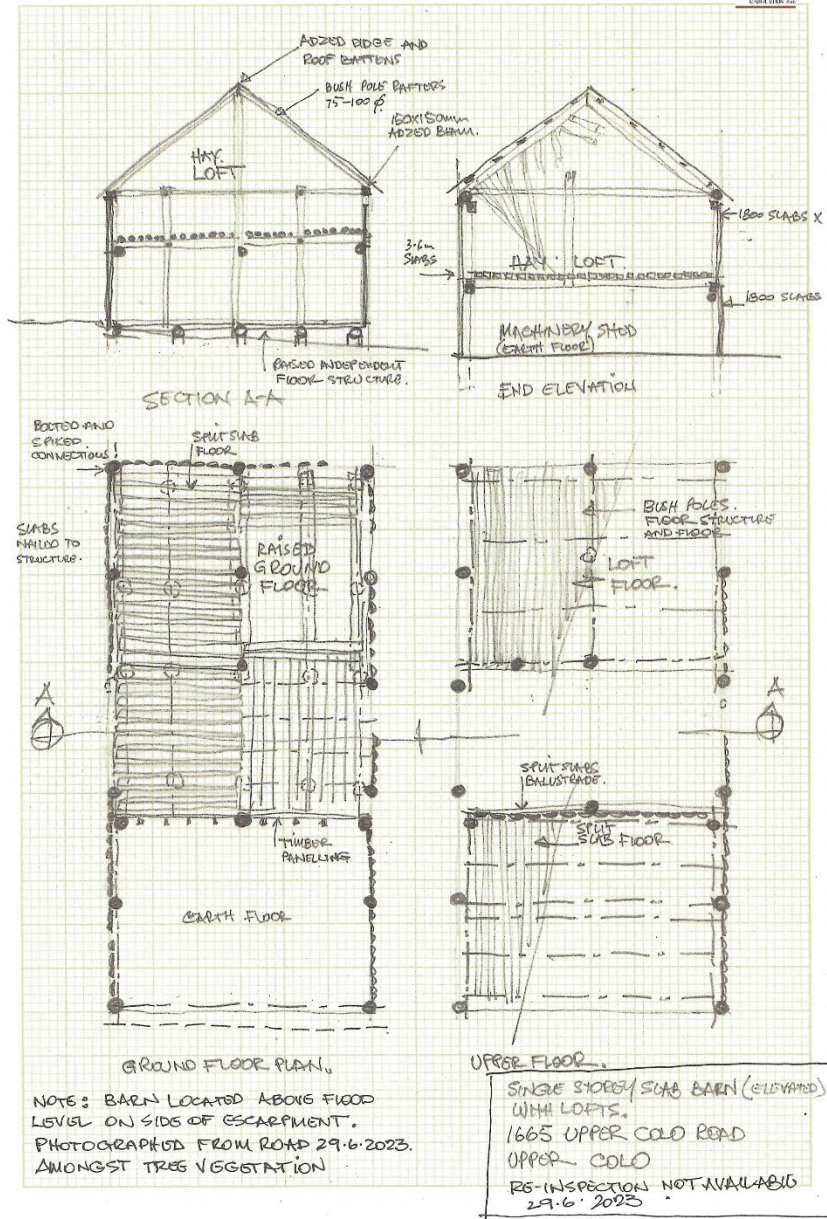 ADZED RIDGE AND
ROOF BATTENS
BUSH POLE RAFTERS
75-100 φ.
150X150mm
ADZED BEAM.
HAY
LOFT
RAISED INDEPENDENT
FLOOR STRUCTURE.
SECTION A-A
1800 SLABS X
3.6m
SLABS
HAY LOFT
1800 SLABS
MACHINERY SHED
(EARTH FLOOR)
END ELEVATION
BOLTED AND
SPIKED
CONNECTIONS
SPLIT SLAB
FLOOR
SLABS
NAILED TO
STRUCTURE.
RAISED
GROUND
FLOOR
A
TIMBER
PANELLING
EARTH FLOOR
GROUND FLOOR PLAN.
BUSH POLES.
FLOOR STRUCTURE
AND FLOOR
LOFT
FLOOR.
A
SPLIT SLABS
BALUSTRADE.
SPLIT
SLAB FLOOR
UPPER FLOOR.
NOTE: BARN LOCATED ABOVE FLOOD
LEVEL ON SIDE OF ESCARPMENT.
PHOTOGRAPHED FROM ROAD 29.6.2023.
AMONGST TREE VEGETATION
SINGLE STOREY SLAB BARN (ELEVATED)
WITH LOFTS.
1665 UPPER COLO ROAD
UPPER COLO
RE-INSPECTION NOT AVAILABLE
29.6.2023